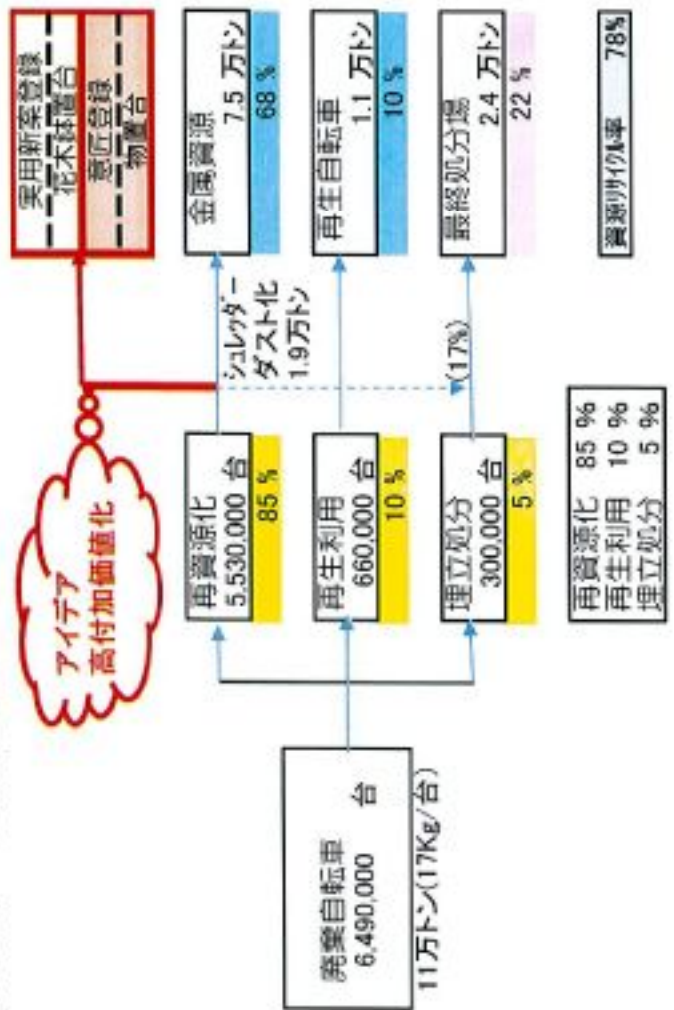 アイデア
高付加価値化
実用新案登録
花木鉢置台
意匠登録
物置台
廃棄自転車
6,490,000 台
11万トン(17Kg/台)
再資源化
5,530,000 台
85 %
シュレッダー
ダスト化
1.9万トン
金属資源
7.5 万トン
68 %
再生利用
660,000 台
10 %
再生自転車
1.1 万トン
10 %
埋立処分
300,000 台
5 %
(17%)
最終処分場
2.4 万トン
22 %
再資源化 85 %
再生利用 10 %
埋立処分 5 %
資源リサイクル率 78%